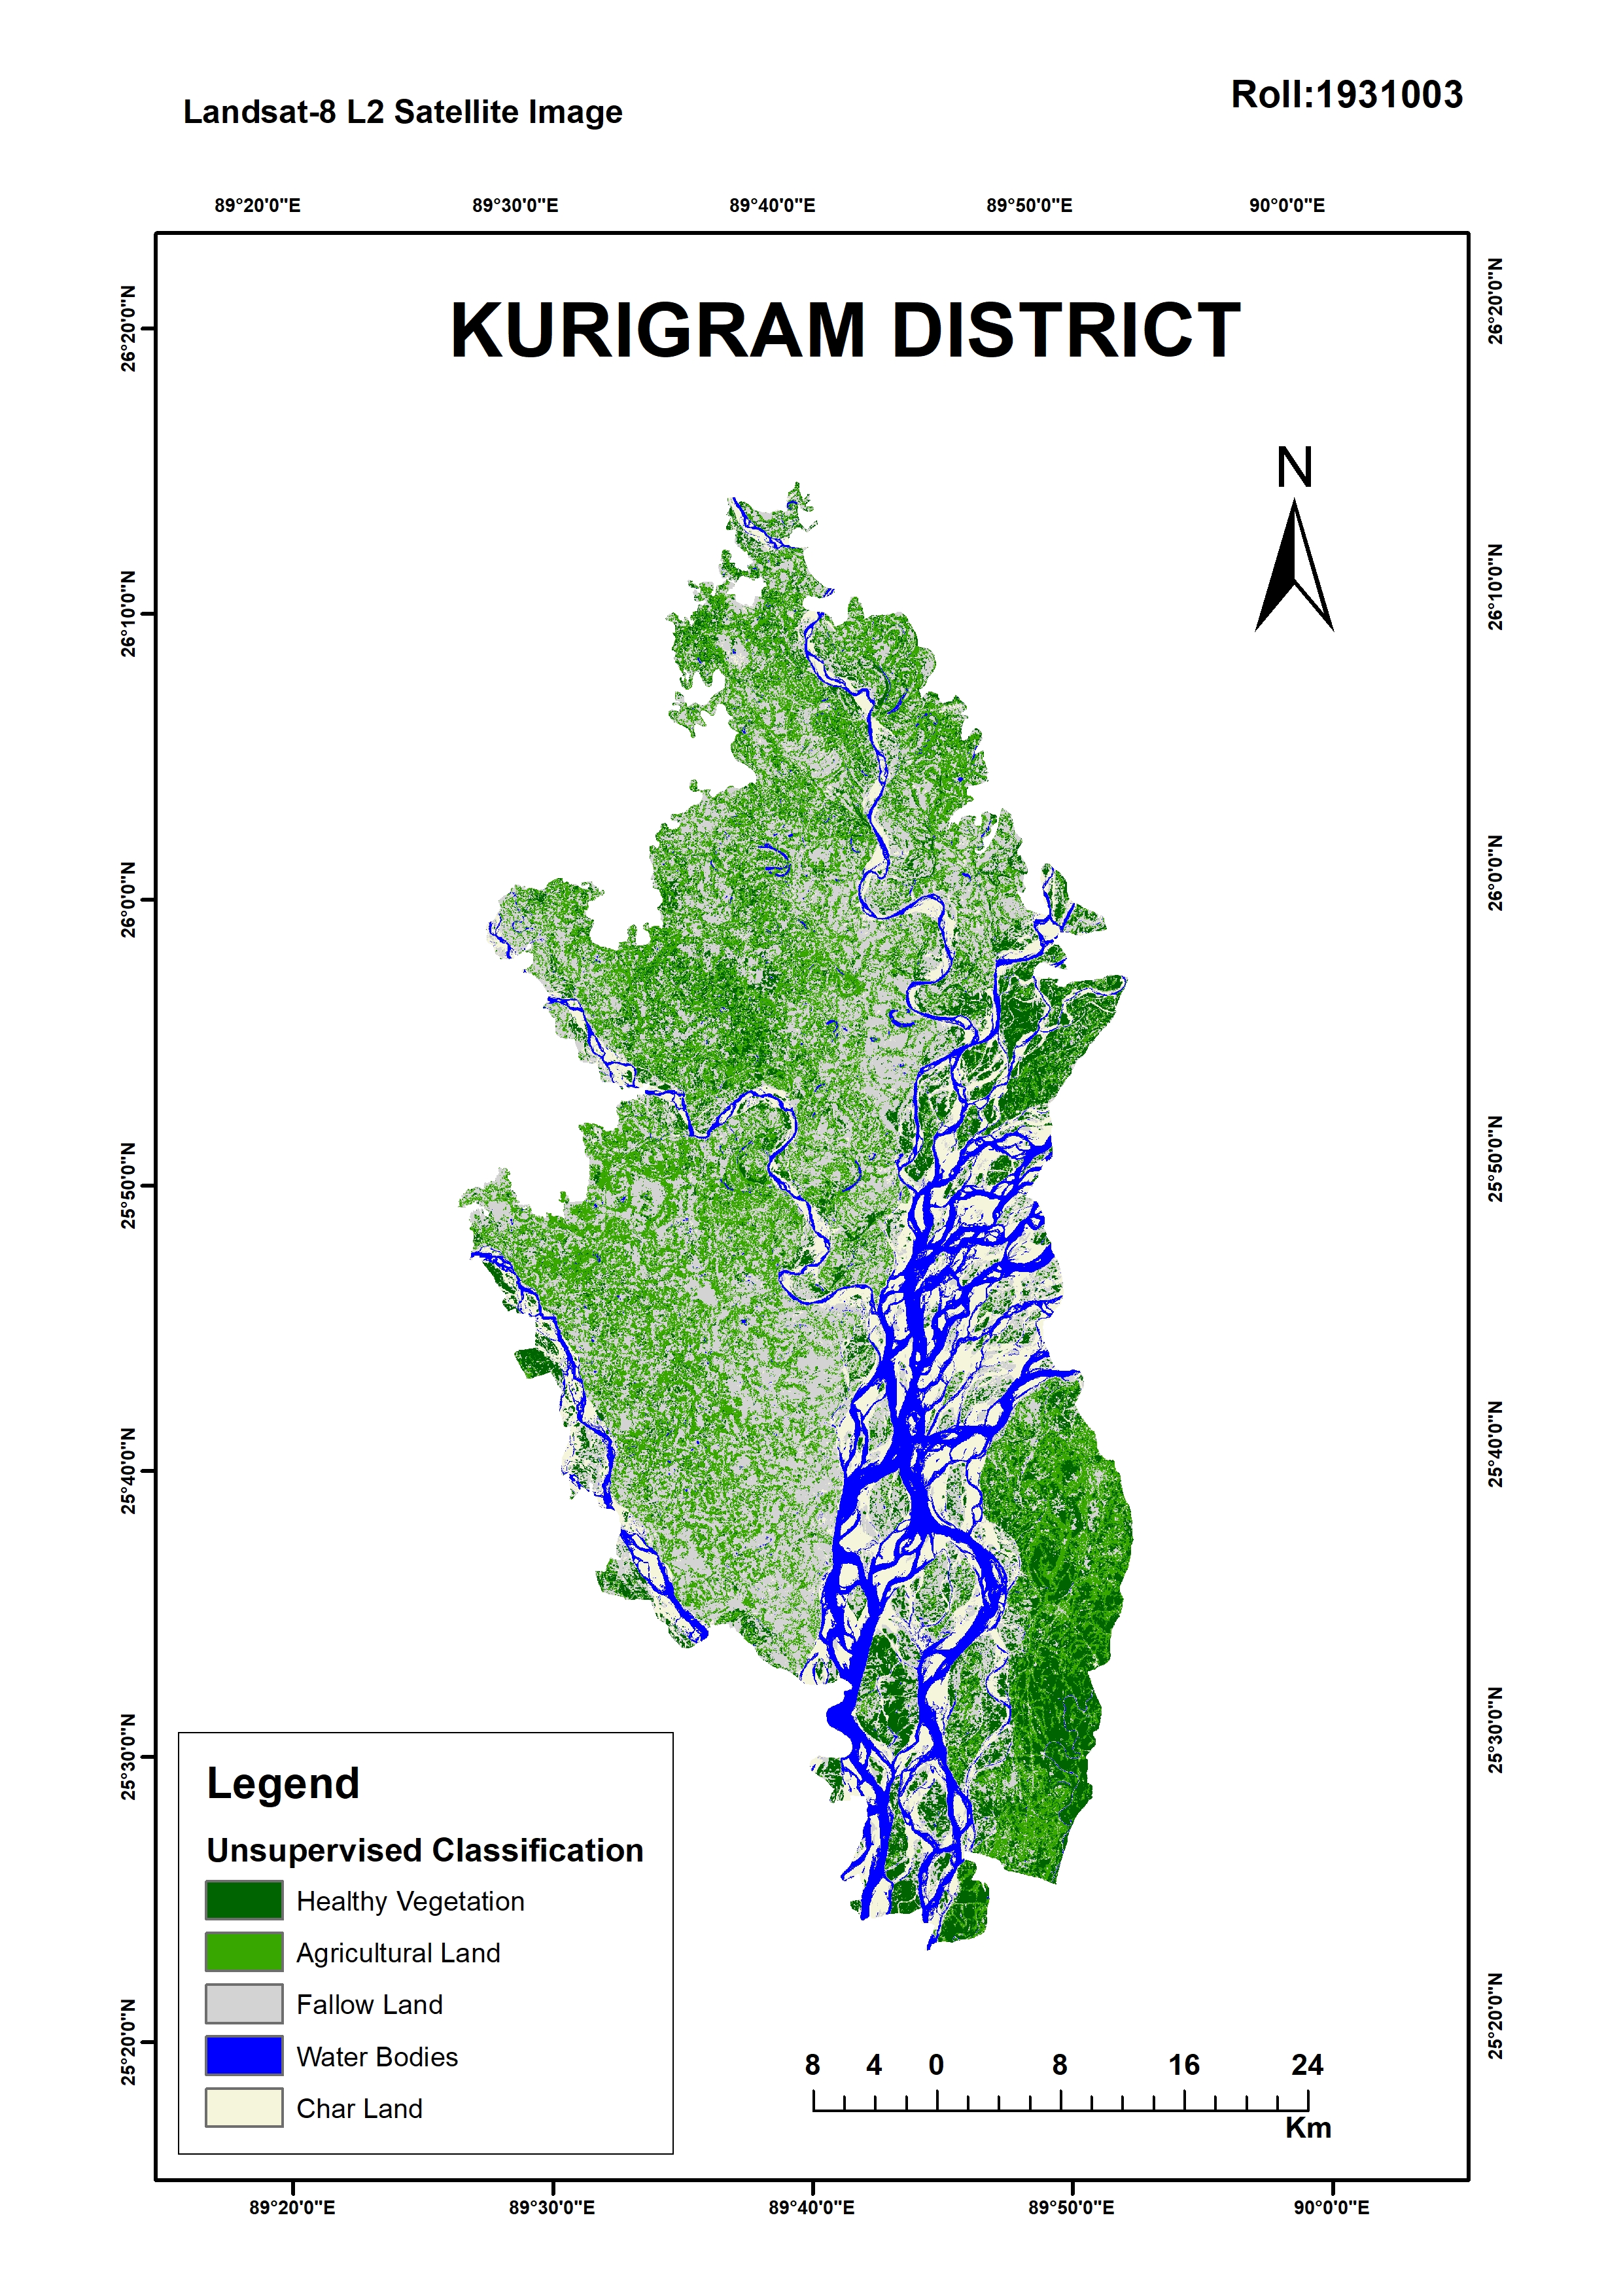 Landsat-8 L2 Satellite Image
Roll:1931003
89°20'0"E 89°30'0"E 89°40'0"E 89°50'0"E 90°0'0"E
KURIGRAM DISTRICT
26°20'0"N 26°20'0"N
N
26°10'0"N 26°10'0"N
26°0'0"N 26°0'0"N
25°50'0"N 25°50'0"N
25°40'0"N 25°40'0"N
25°30'0"N 25°30'0"N
25°20'0"N 25°20'0"N
Legend
Unsupervised Classification
Healthy Vegetation
Agricultural Land
Fallow Land
Water Bodies
Char Land
8 4 0 8 16 24
Km
89°20'0"E 89°30'0"E 89°40'0"E 89°50'0"E 90°0'0"E